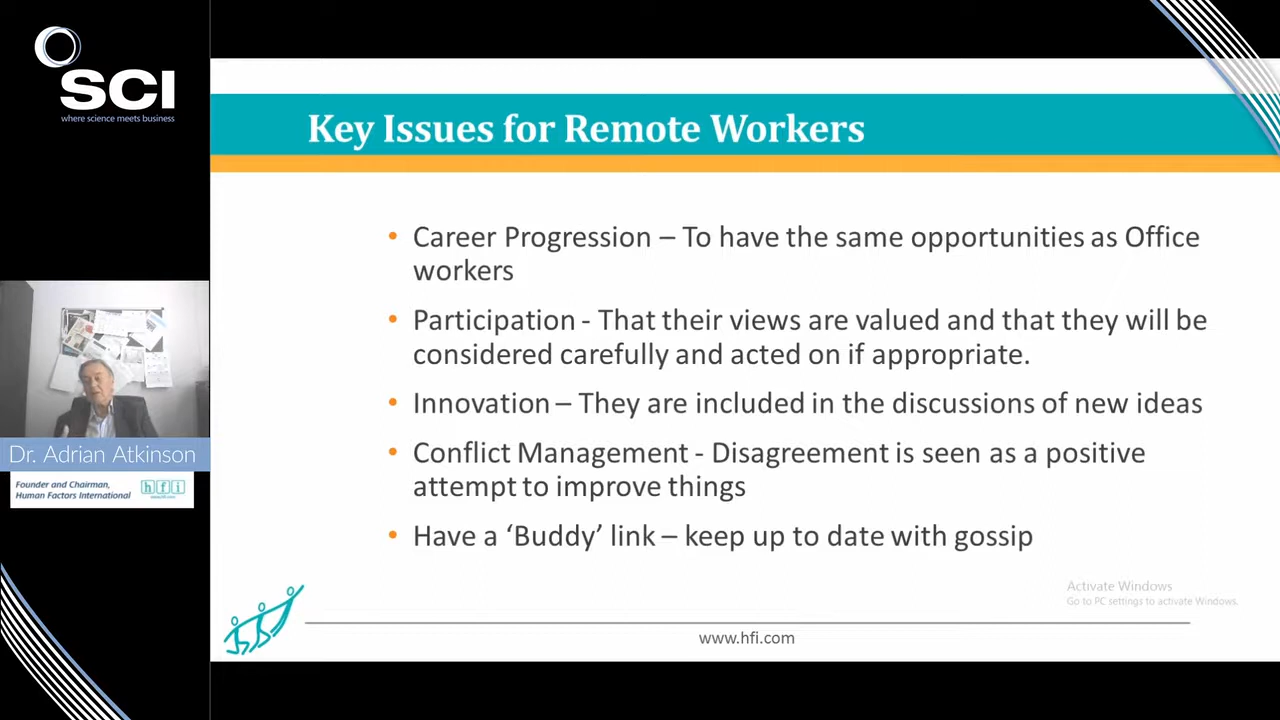 SCI
where science meets business
Key Issues for Remote Workers
• Career Progression – To have the same opportunities as Office
workers
• Participation - That their views are valued and that they will be
considered carefully and acted on if appropriate.
• Innovation – They are included in the discussions of new ideas
• Conflict Management - Disagreement is seen as a positive
attempt to improve things
• Have a ‘Buddy’ link – keep up to date with gossip
Dr. Adrian Atkinson
Founder and Chairman,
Human Factors International
hfi
www.hfi.com
Activate Windows
Go to PC settings to activate Windows.
www.hfi.com